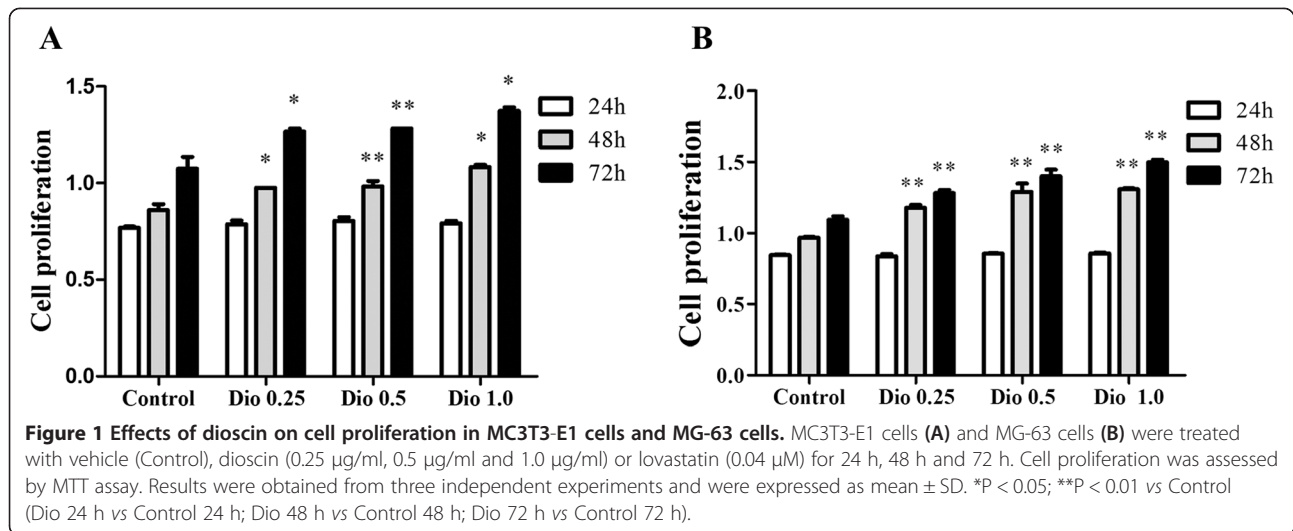 A
1.5
1.0
0.5
0.0
Cell proliferation
* *
* ** ** *
24h
48h
72h
Control Dio 0.25 Dio 0.5 Dio 1.0
B
2.0
1.5
1.0
0.5
0.0
Cell proliferation
** ** ** ** ** **
24h
48h
72h
Control Dio 0.25 Dio 0.5 Dio 1.0
Figure 1 Effects of dioscin on cell proliferation in MC3T3-E1 cells and MG-63 cells. MC3T3-E1 cells (A) and MG-63 cells (B) were treated
with vehicle (Control), dioscin (0.25 μg/ml, 0.5 μg/ml and 1.0 μg/ml) or lovastatin (0.04 μM) for 24 h, 48 h and 72 h. Cell proliferation was assessed
by MTT assay. Results were obtained from three independent experiments and were expressed as mean ± SD. *P < 0.05; **P < 0.01 vs Control
(Dio 24 h vs Control 24 h; Dio 48 h vs Control 48 h; Dio 72 h vs Control 72 h).